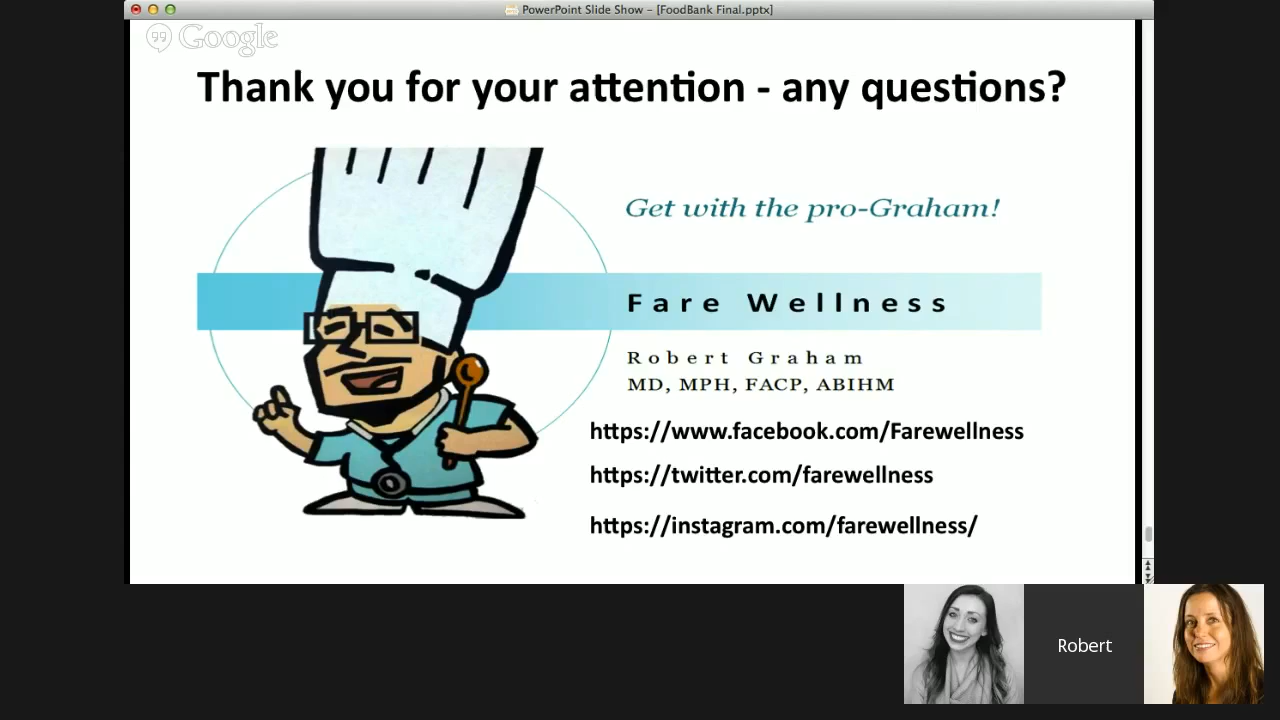 PowerPoint Slide Show – [FoodBank Final.pptx]
Google
Thank you for your attention - any questions?
Get with the pro-Graham!
Fare Wellness
Robert Graham
MD, MPH, FACP, ABIHM
https://www.facebook.com/Farewellness
https://twitter.com/farewellness
https://instagram.com/farewellness/
Robert